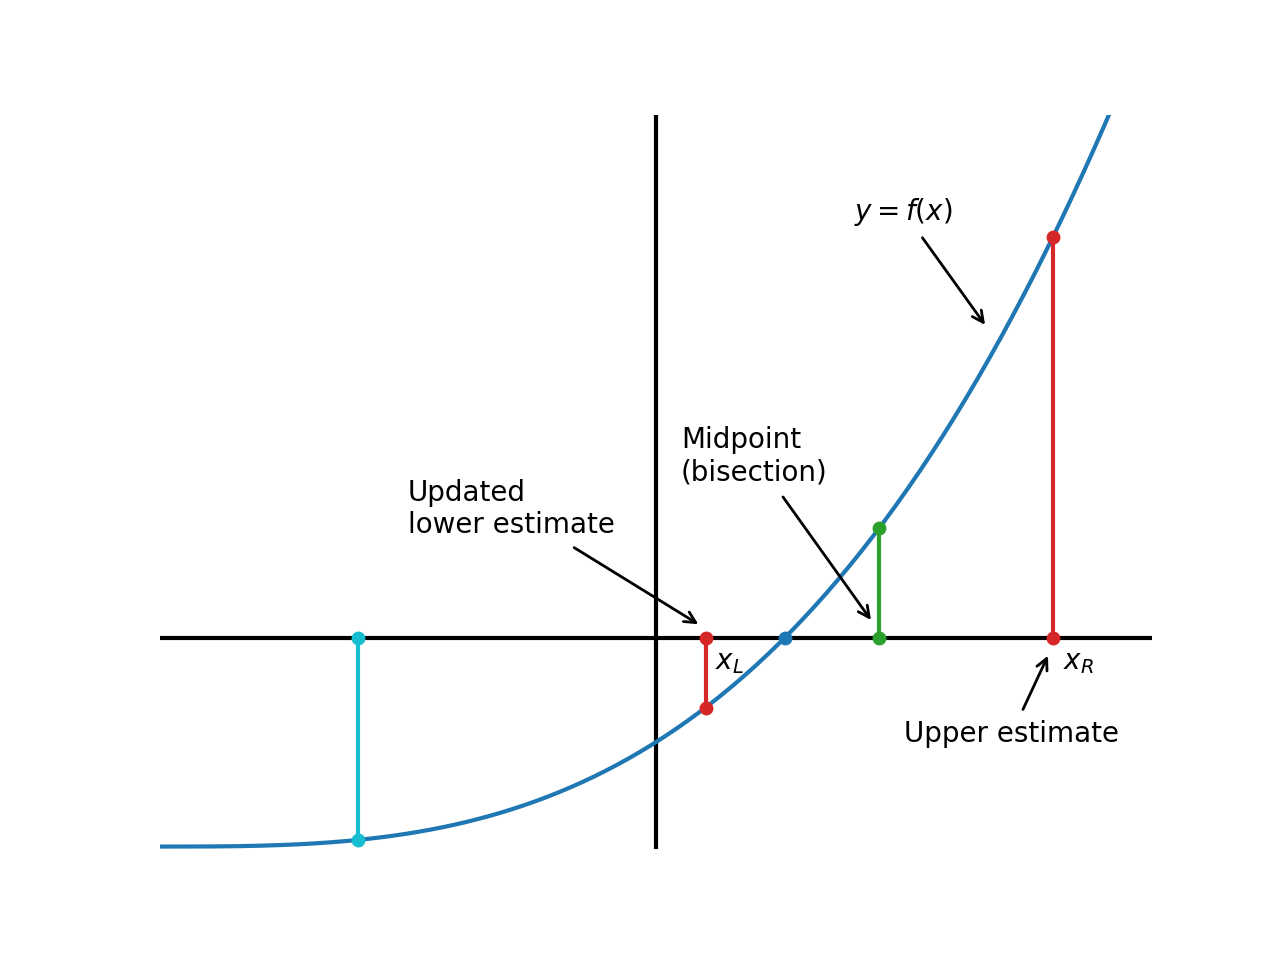 y = f(x)
Midpoint
(bisection)
Updated
lower estimate
x_L
x_R
Upper estimate